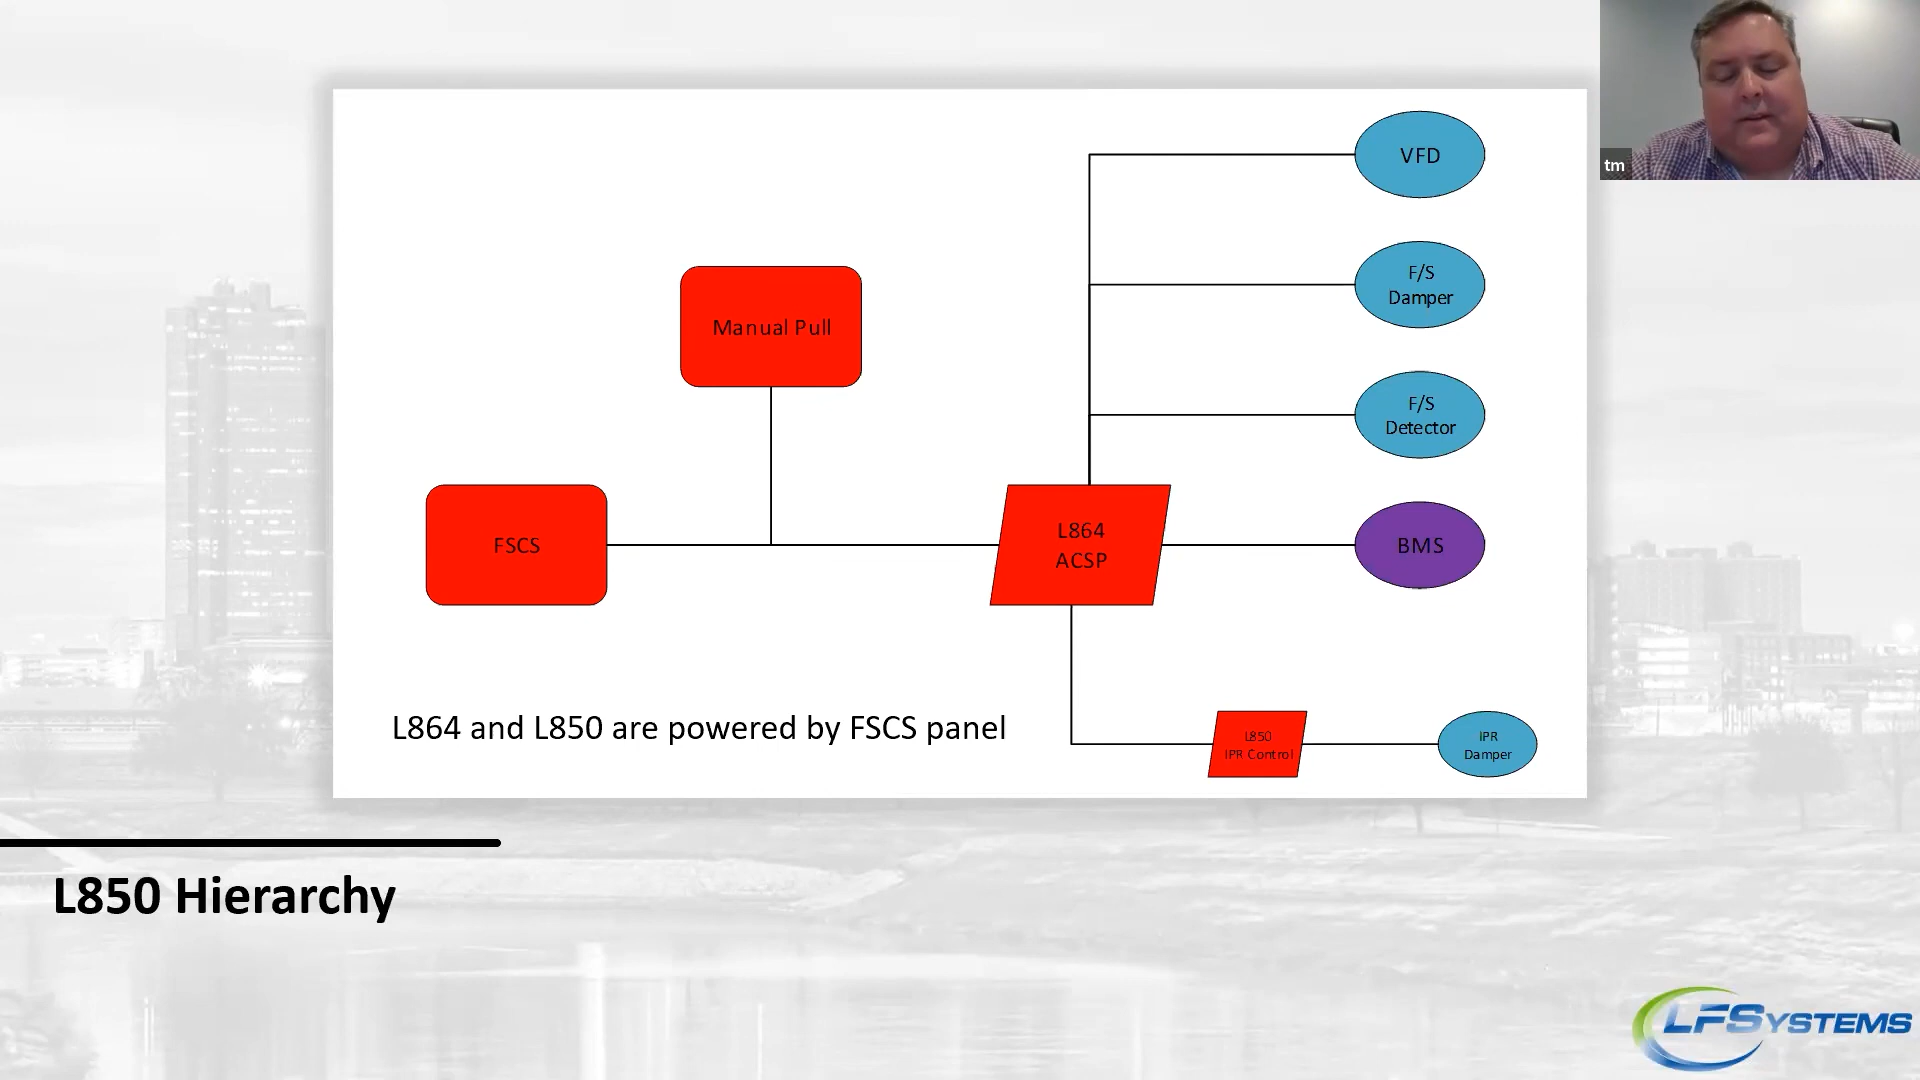 tm
VFD
F/S
Damper
Manual Pull
F/S
Detector
FSCS
L864
ACSP
BMS
L864 and L850 are powered by FSCS panel
L850
IPR Control
IPR
Damper
L850 Hierarchy
LFSYSTEMS